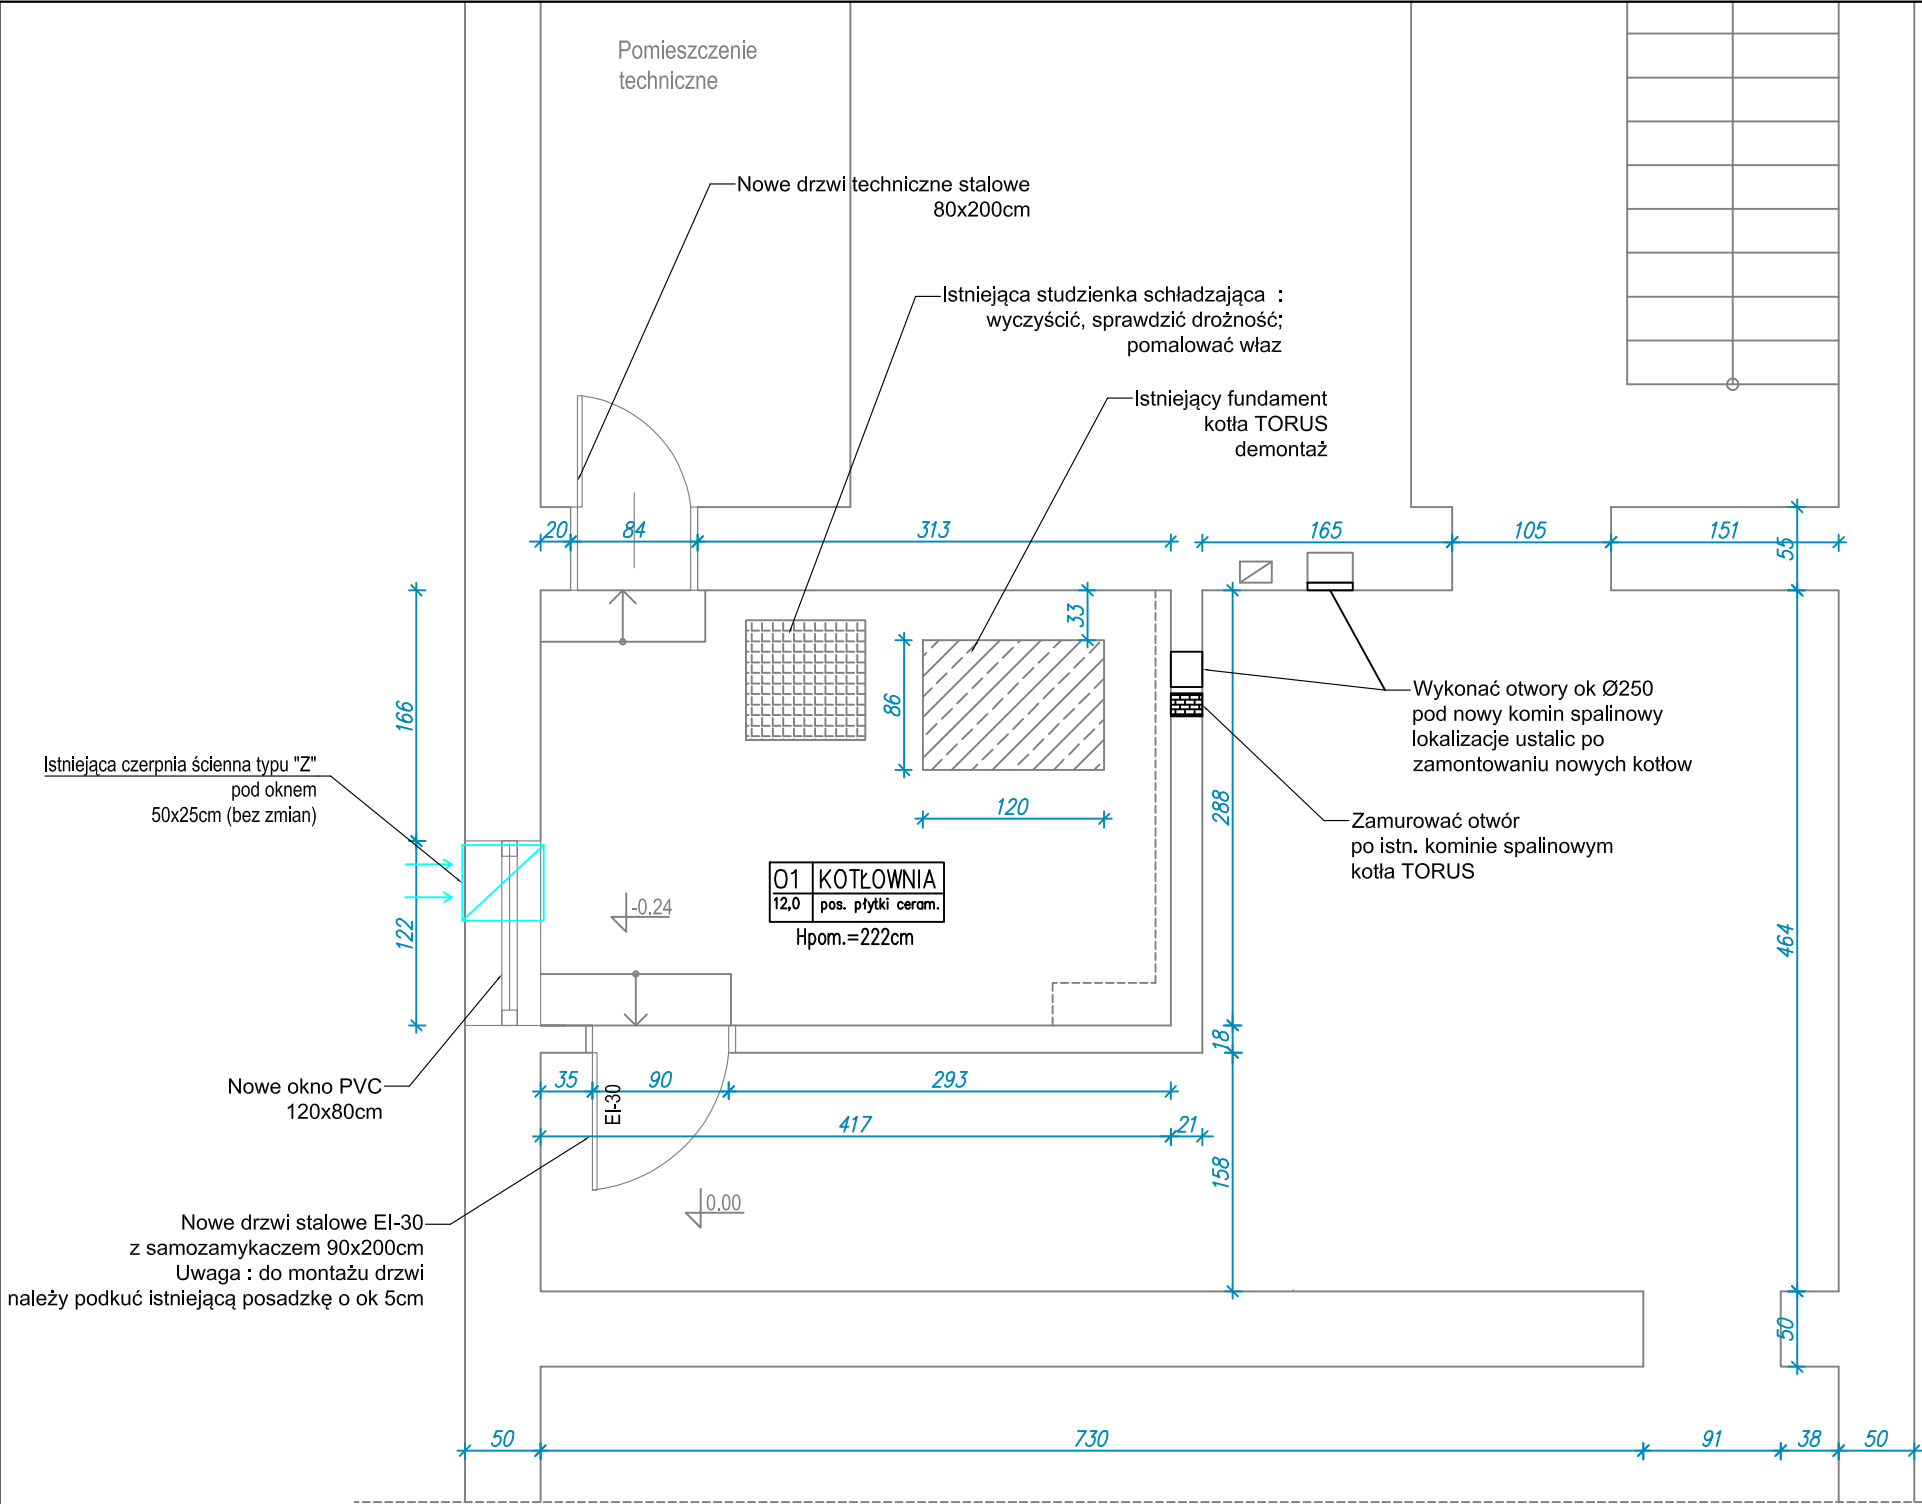 Pomieszczenie
techniczne
Nowe drzwi techniczne stalowe
80x200cm
Istniejąca studzienka schładzająca :
wyczyścić, sprawdzić drożność;
pomalować właz
Istniejący fundament
kotła TORUS
demontaż
20
84
313
165
105
151
55
33
86
120
166
122
288
464
Istniejąca czerpnia ścienna typu "Z"
pod oknem
50x25cm (bez zmian)
Wykonać otwory ok Ø250
pod nowy komin spalinowy
lokalizacje ustalic po
zamontowaniu nowych kotłow
Zamurować otwór
po istn. kominie spalinowym
kotła TORUS
01 KOTŁOWNIA
12,0 pos. płytki ceram.
Hpom.=222cm
-0.24
18
35
90
293
EI-30
417
21
158
0.00
Nowe okno PVC
120x80cm
Nowe drzwi stalowe EI-30
z samozamykaczem 90x200cm
Uwaga : do montażu drzwi
należy podkuć istniejącą posadzkę o ok 5cm
50
50
730
91
38
50